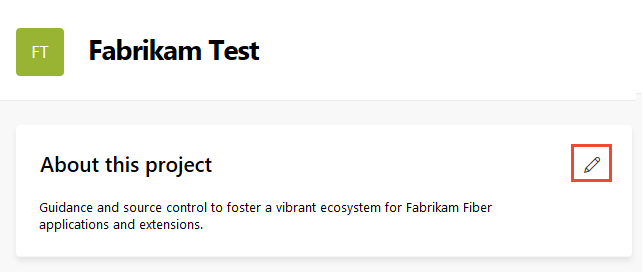 FT
Fabrikam Test
About this project
Guidance and source control to foster a vibrant ecosystem for Fabrikam Fiber
applications and extensions.